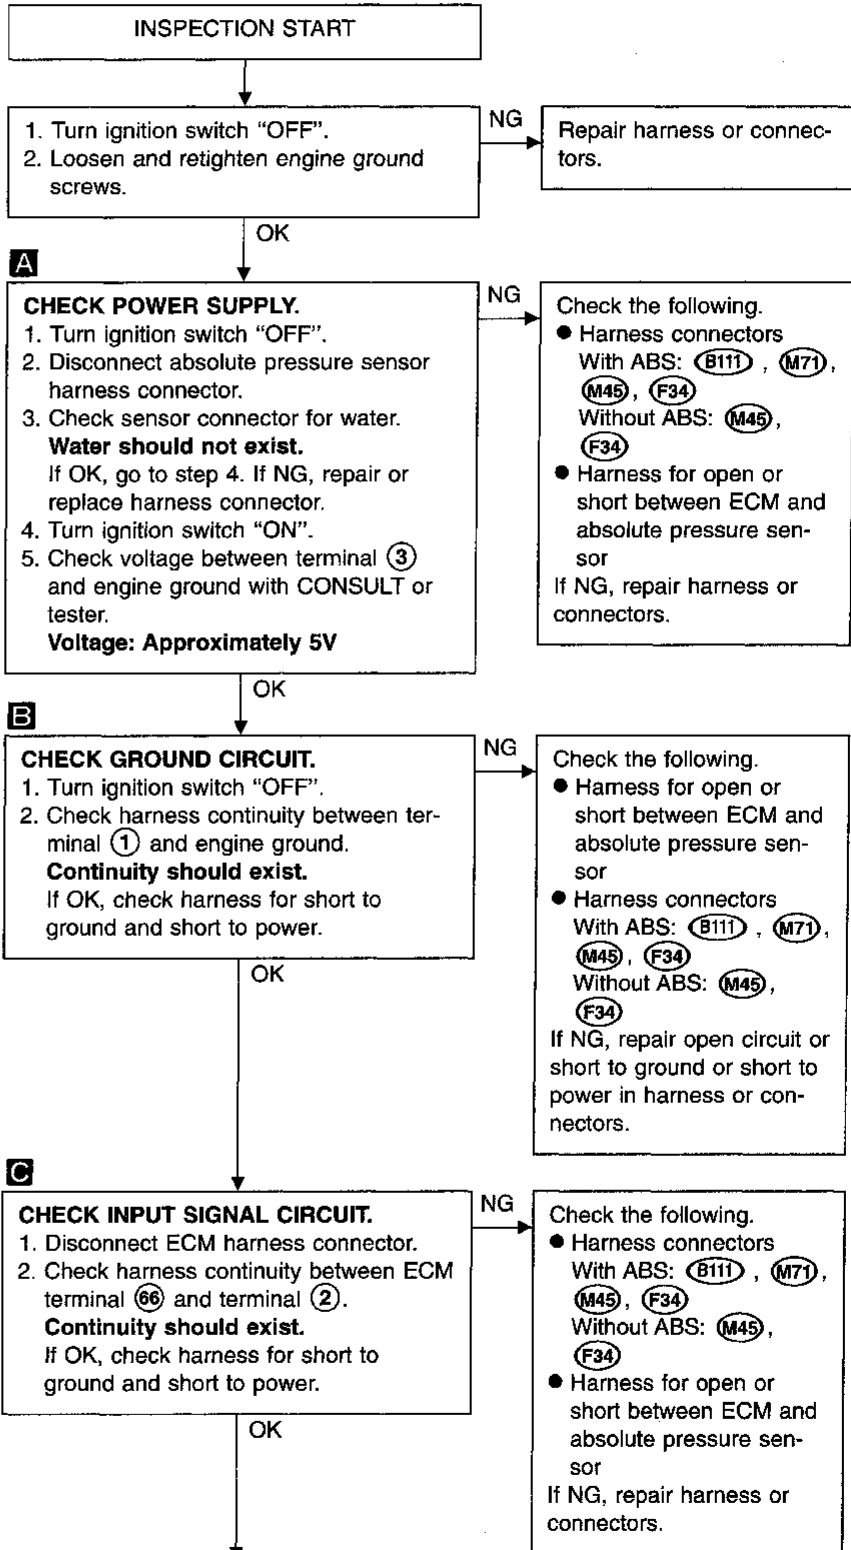 INSPECTION START
1. Turn ignition switch “OFF”.
2. Loosen and retighten engine ground
screws.
NG
Repair harness or connec-
tors.
OK
A
CHECK POWER SUPPLY.
1. Turn ignition switch “OFF”.
2. Disconnect absolute pressure sensor
harness connector.
3. Check sensor connector for water.
Water should not exist.
If OK, go to step 4. If NG, repair or
replace harness connector.
4. Turn ignition switch “ON”.
5. Check voltage between terminal ③
and engine ground with CONSULT or
tester.
Voltage: Approximately 5V
NG
Check the following.
● Harness connectors
With ABS: B111 , M71,
M45, F34
Without ABS: M45,
F34
● Harness for open or
short between ECM and
absolute pressure sen-
sor
If NG, repair harness or
connectors.
OK
B
CHECK GROUND CIRCUIT.
1. Turn ignition switch “OFF”.
2. Check harness continuity between ter-
minal ① and engine ground.
Continuity should exist.
If OK, check harness for short to
ground and short to power.
NG
Check the following.
● Harness for open or
short between ECM and
absolute pressure sen-
sor
● Harness connectors
With ABS: B111 , M71,
M45, F34
Without ABS: M45,
F34
If NG, repair open circuit or
short to ground or short to
power in harness or con-
nectors.
OK
C
CHECK INPUT SIGNAL CIRCUIT.
1. Disconnect ECM harness connector.
2. Check harness continuity between ECM
terminal 66 and terminal ②.
Continuity should exist.
If OK, check harness for short to
ground and short to power.
NG
Check the following.
● Harness connectors
With ABS: B111 , M71,
M45, F34
Without ABS: M45,
F34
● Harness for open or
short between ECM and
absolute pressure sen-
sor
If NG, repair harness or
connectors.
OK